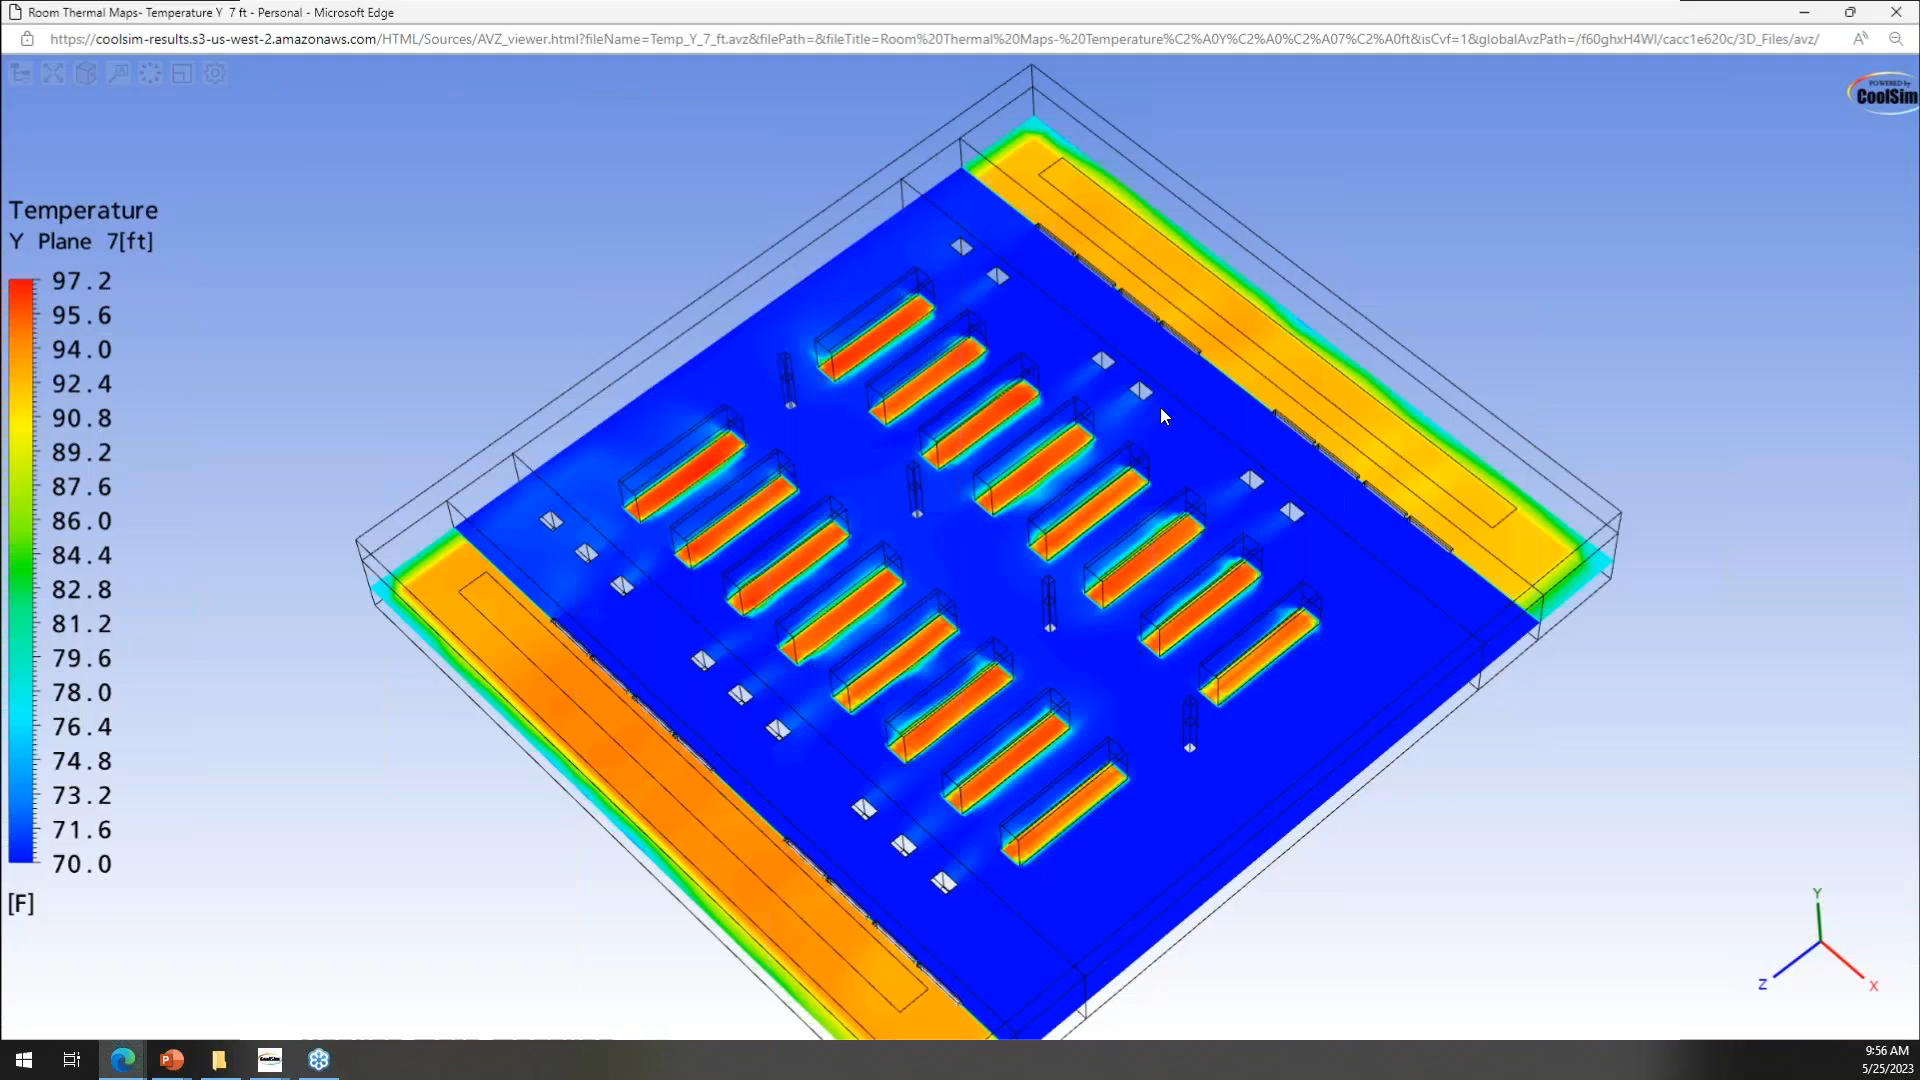 Room Thermal Maps- Temperature Y 7 ft - Personal - Microsoft Edge
https://coolsim-results.s3-us-west-2.amazonaws.com/HTML/Sources/AVZ_viewer.html?fileName=Temp_Y_7_ft.avz&filePath=&fileTitle=Room%20Thermal%20Maps-%20Temperature%C2%A0Y%C2%A0%C2%A07%C2%A0ft&isCvf=1&globalAvzPath=/f60ghxH4Wl/cacc1e620c/3D_Files/avz/
POWERED by
CoolSim
Temperature
Y Plane 7[ft]
97.2
95.6
94.0
92.4
90.8
89.2
87.6
86.0
84.4
82.8
81.2
79.6
78.0
76.4
74.8
73.2
71.6
70.0
[F]
Y
Z
X
CoolSim
9:56 AM
5/25/2023